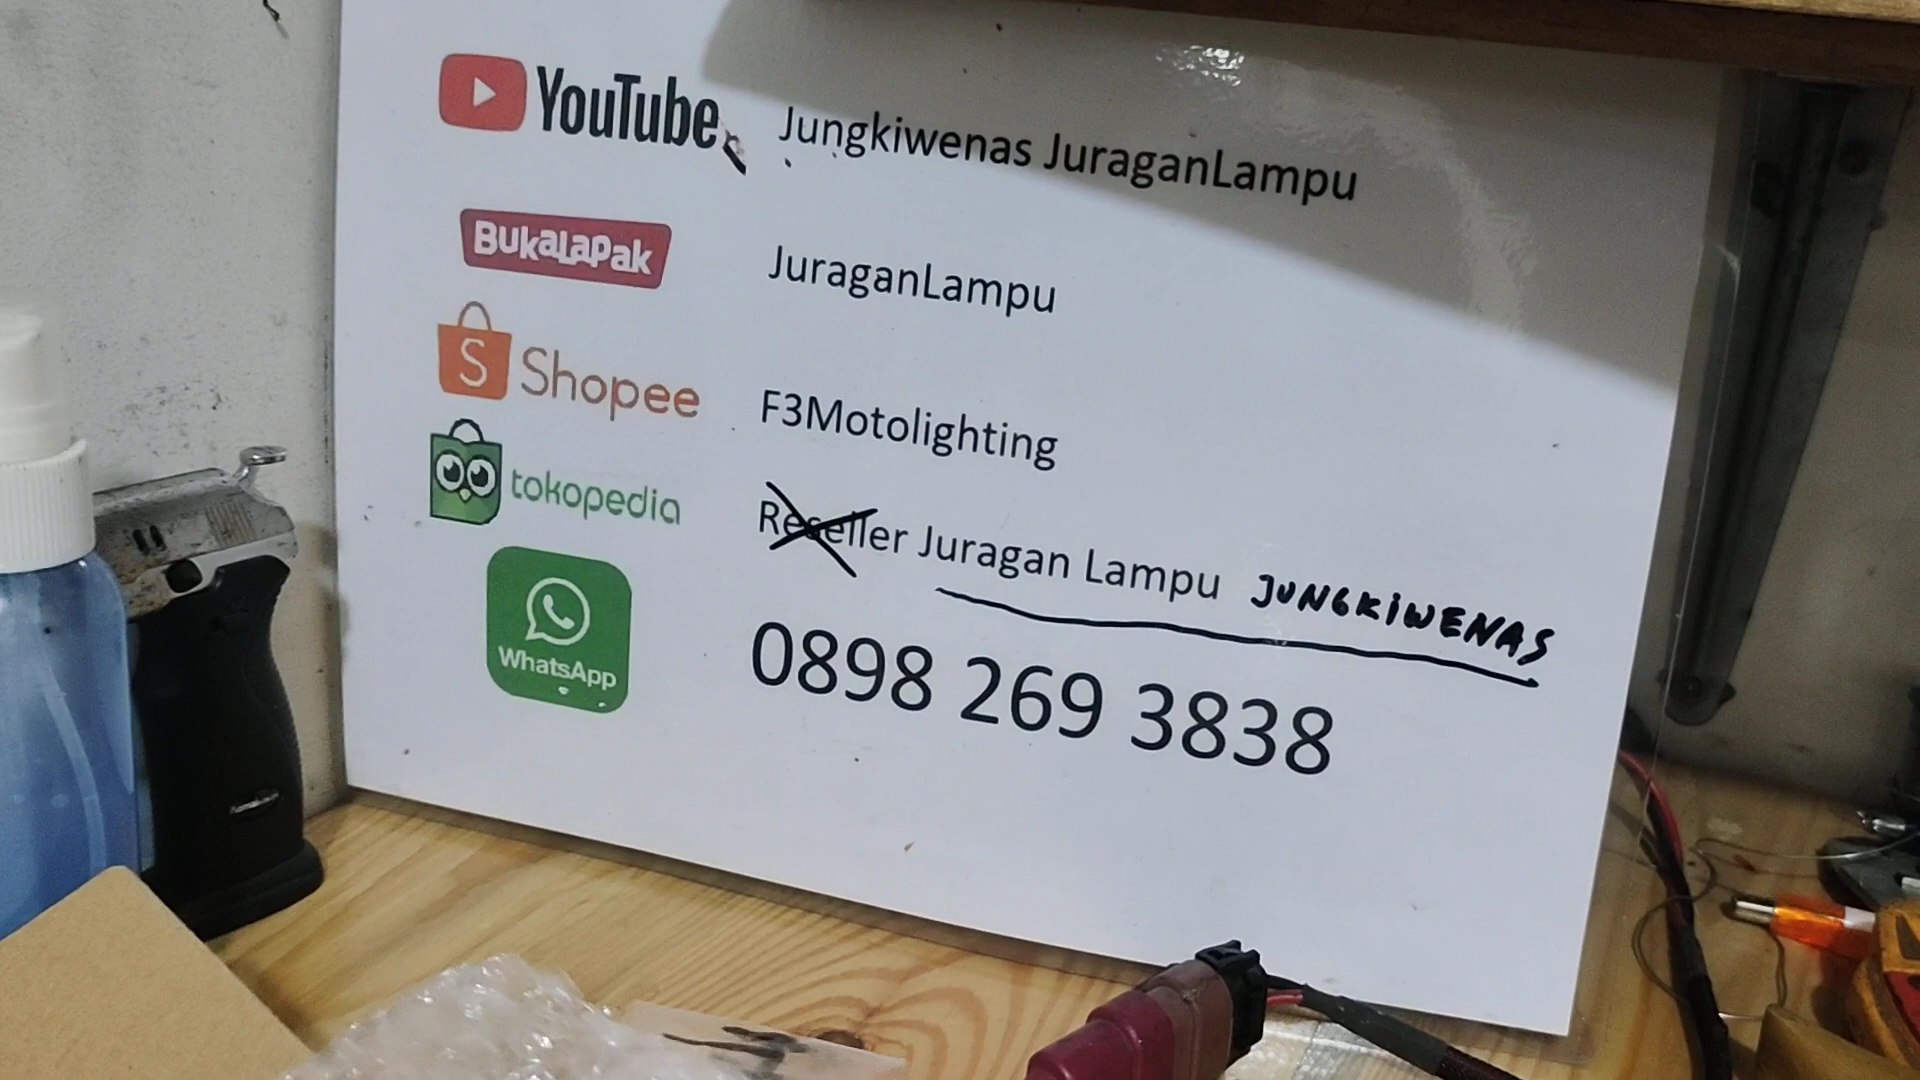 YouTube Jungkiwenas JuraganLampu
BukaLapak JuraganLampu
Shopee F3Motolighting
tokopedia Reseller Juragan Lampu JUNGKIWENAS
WhatsApp 0898 269 3838